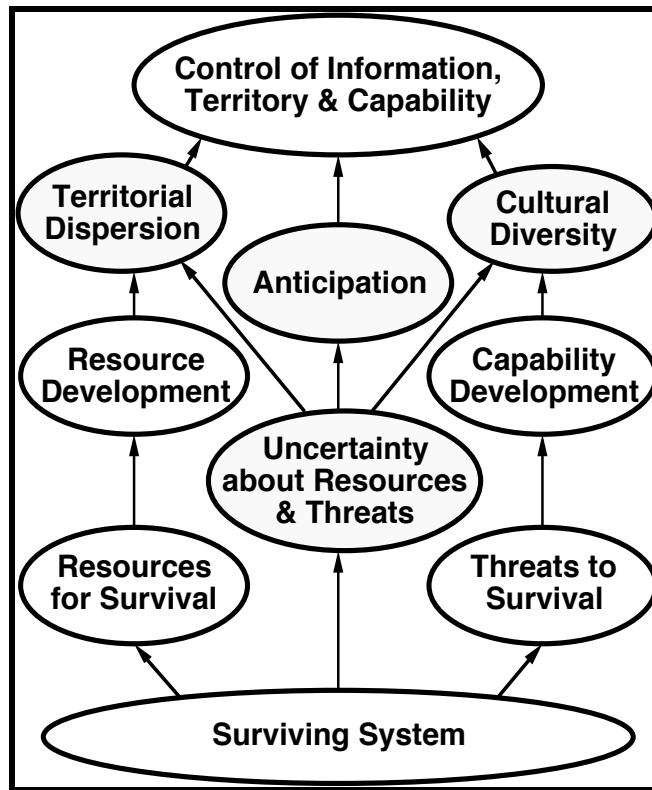 Control of Information,
Territory & Capability
Territorial
Dispersion
Cultural
Diversity
Anticipation
Resource
Development
Capability
Development
Uncertainty
about Resources
& Threats
Resources
for Survival
Threats to
Survival
Surviving System